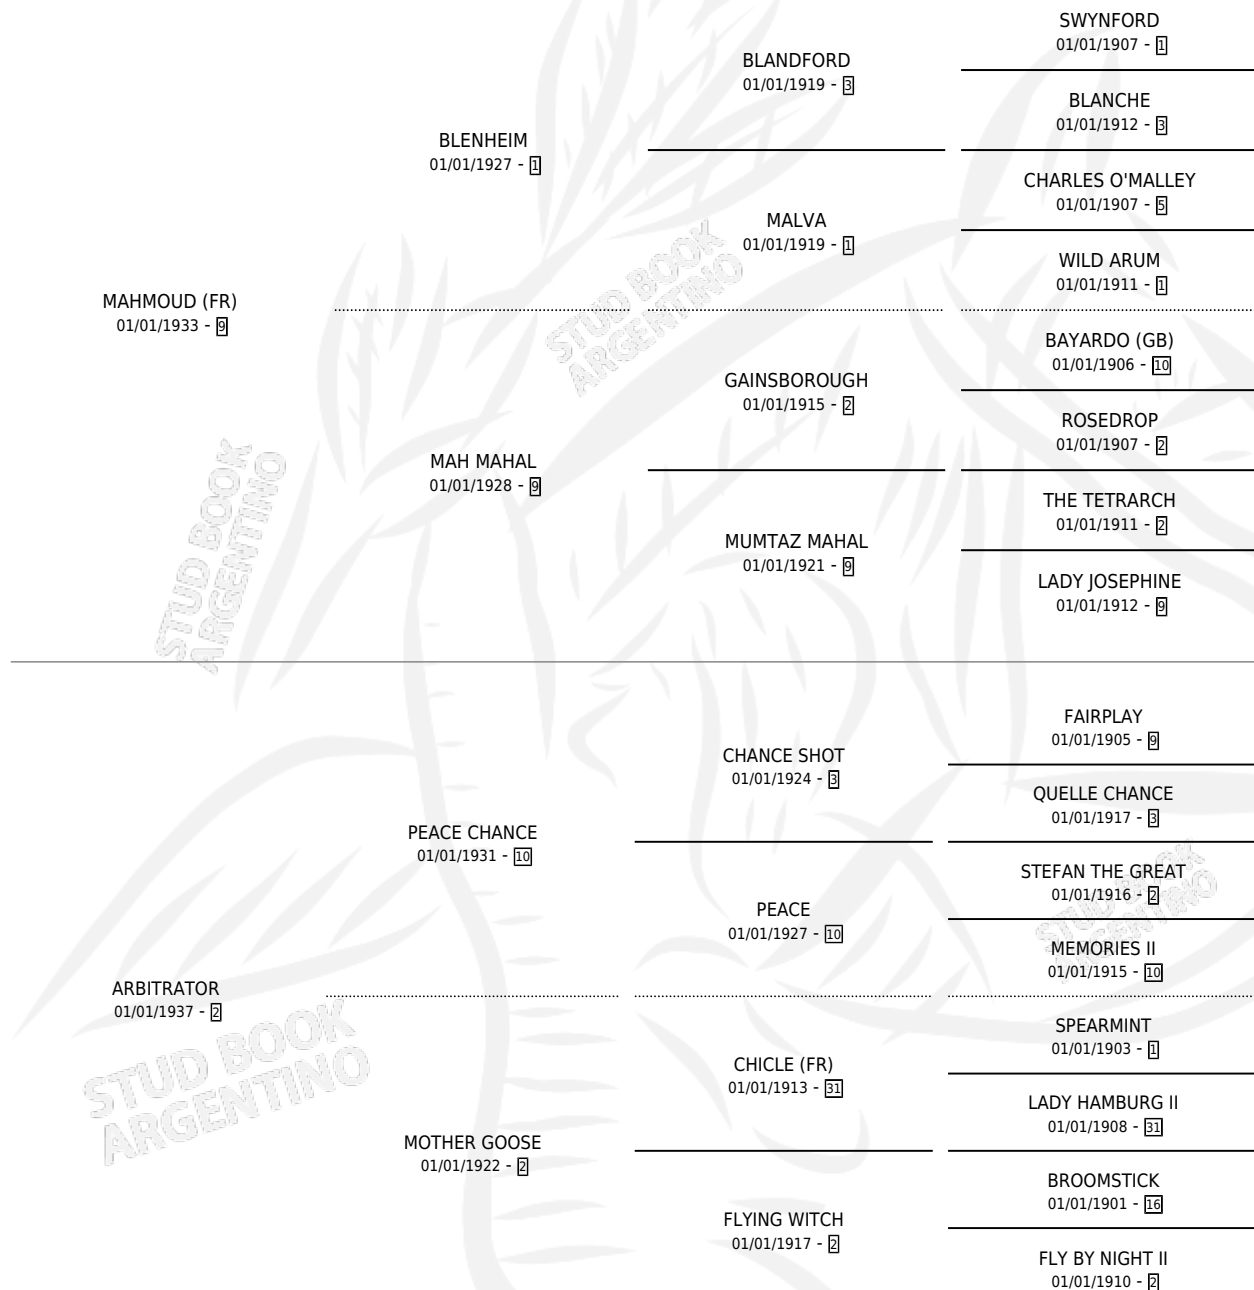 SWYNFORD
01/01/1907 - 1
BLANDFORD
01/01/1919 - 3
BLANCHE
01/01/1912 - 3
BLENHEIM
01/01/1927 - 1
CHARLES O'MALLEY
01/01/1907 - 5
MALVA
01/01/1919 - 1
WILD ARUM
01/01/1911 - 1
MAHMOUD (FR)
01/01/1933 - 9
STUD BOOK
ARGENTINO
BAYARDO (GB)
01/01/1906 - 10
GAINSBOROUGH
01/01/1915 - 2
ROSEDROP
01/01/1907 - 2
MAH MAHAL
01/01/1928 - 9
THE TETRARCH
01/01/1911 - 2
MUMTAZ MAHAL
01/01/1921 - 9
LADY JOSEPHINE
01/01/1912 - 9
STUD BOOK
ARGENTINO
FAIRPLAY
01/01/1905 - 9
CHANCE SHOT
01/01/1924 - 3
QUELLE CHANCE
01/01/1917 - 3
PEACE CHANCE
01/01/1931 - 10
STEFAN THE GREAT
01/01/1916 - 2
STUD BOOK
ARGENTINO
PEACE
01/01/1927 - 10
MEMORIES II
01/01/1915 - 10
ARBITRATOR
01/01/1937 - 2
STUD BOOK
ARGENTINO
SPEARMINT
01/01/1903 - 1
CHICLE (FR)
01/01/1913 - 31
LADY HAMBURG II
01/01/1908 - 31
MOTHER GOOSE
01/01/1922 - 2
BROOMSTICK
01/01/1901 - 16
FLYING WITCH
01/01/1917 - 2
FLY BY NIGHT II
01/01/1910 - 2